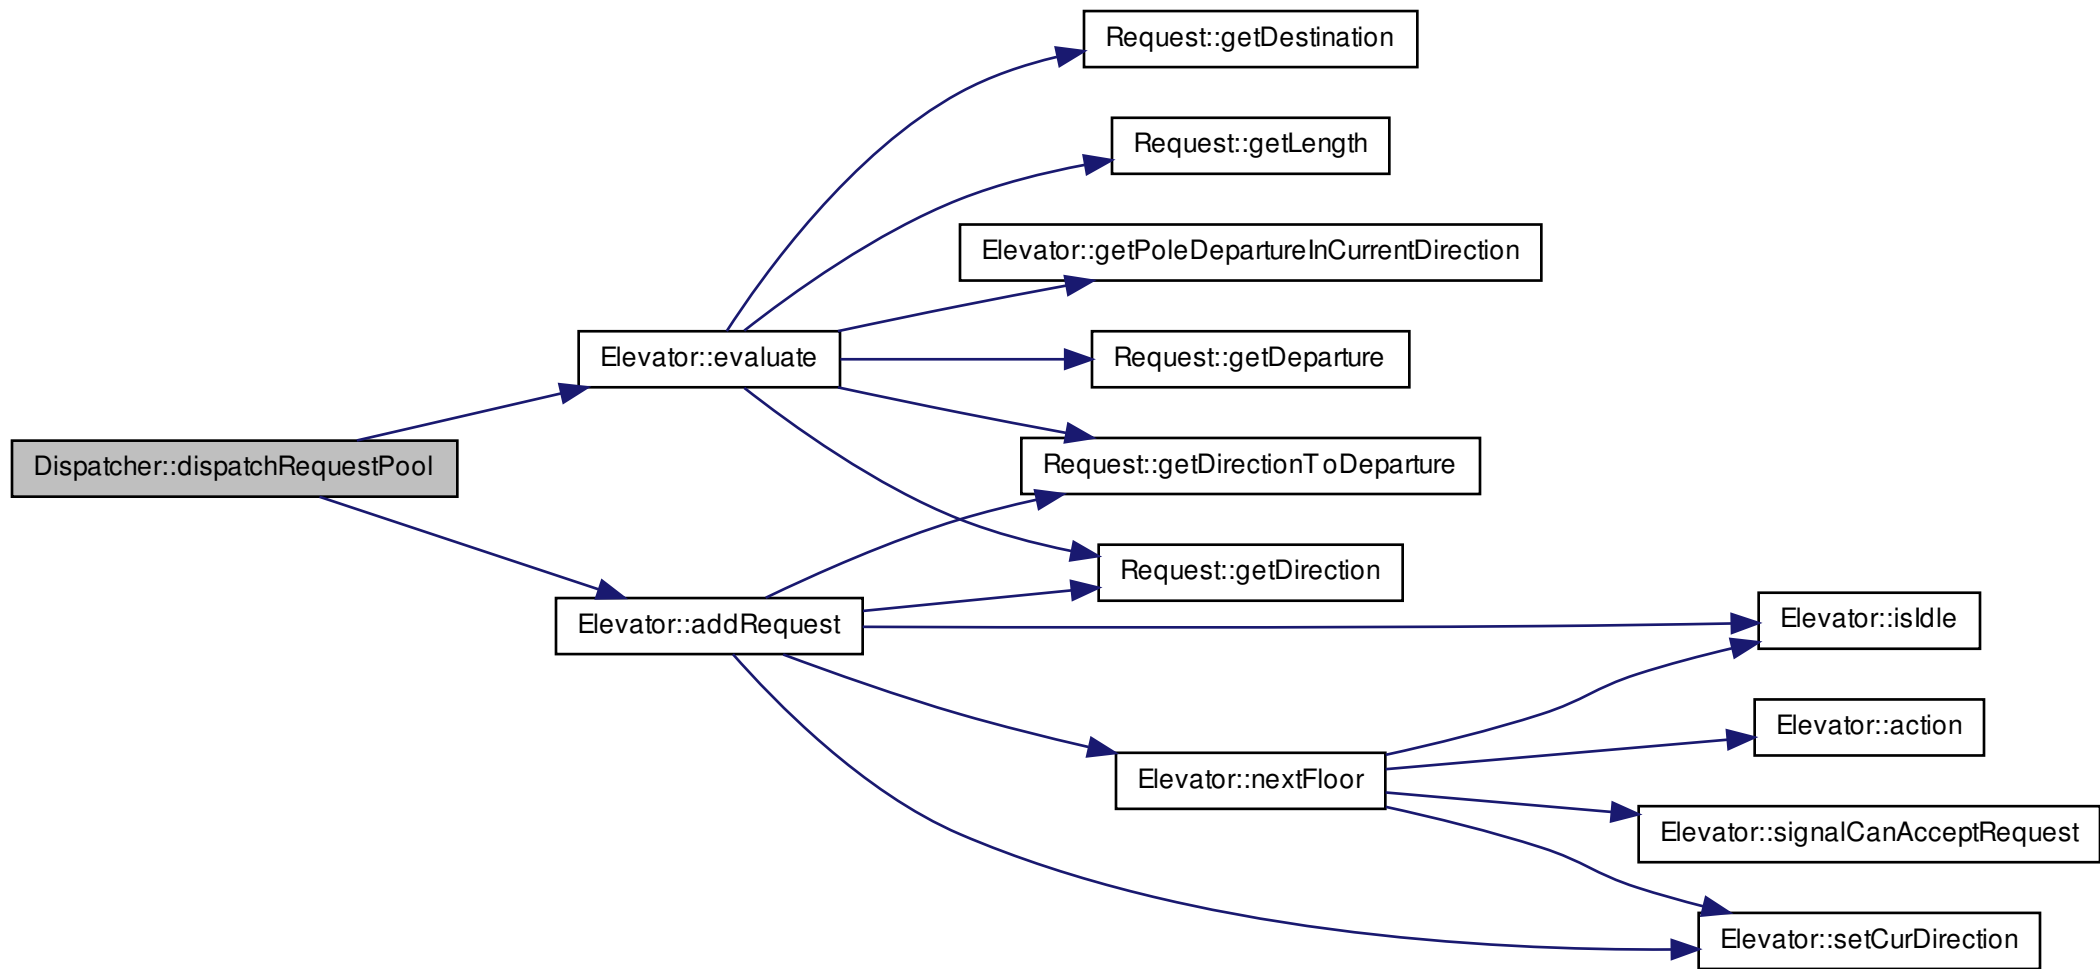 Request::getDestination
Request::getLength
Elevator::getPoleDepartureInCurrentDirection
Elevator::evaluate
Request::getDeparture
Dispatcher::dispatchRequestPool
Request::getDirectionToDeparture
Request::getDirection
Elevator::addRequest
Elevator::isIdle
Elevator::action
Elevator::nextFloor
Elevator::signalCanAcceptRequest
Elevator::setCurDirection